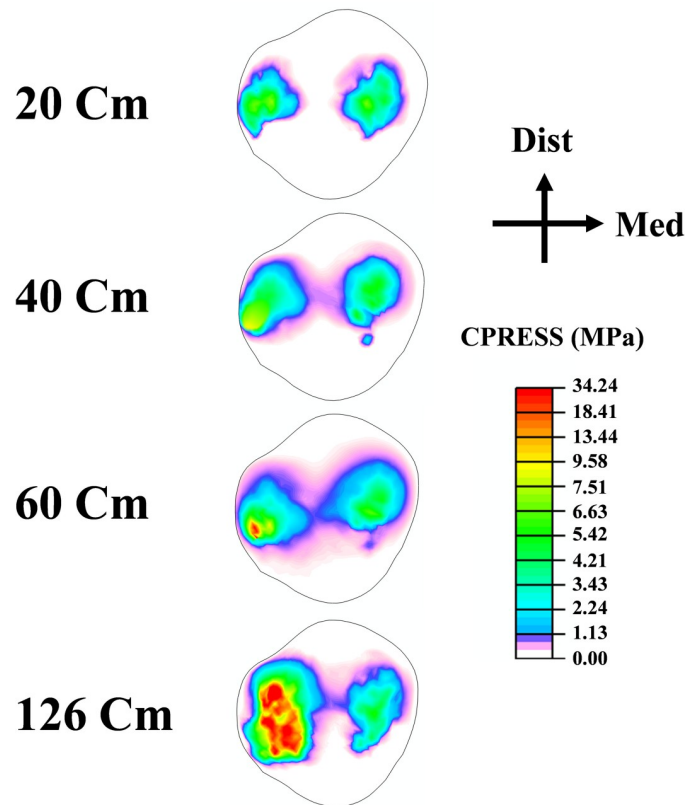 20 Cm
Dist
Med
40 Cm
CPRESS (MPa)
34.24
18.41
13.44
9.58
7.51
6.63
5.42
4.21
3.43
2.24
1.13
0.00
60 Cm
126 Cm